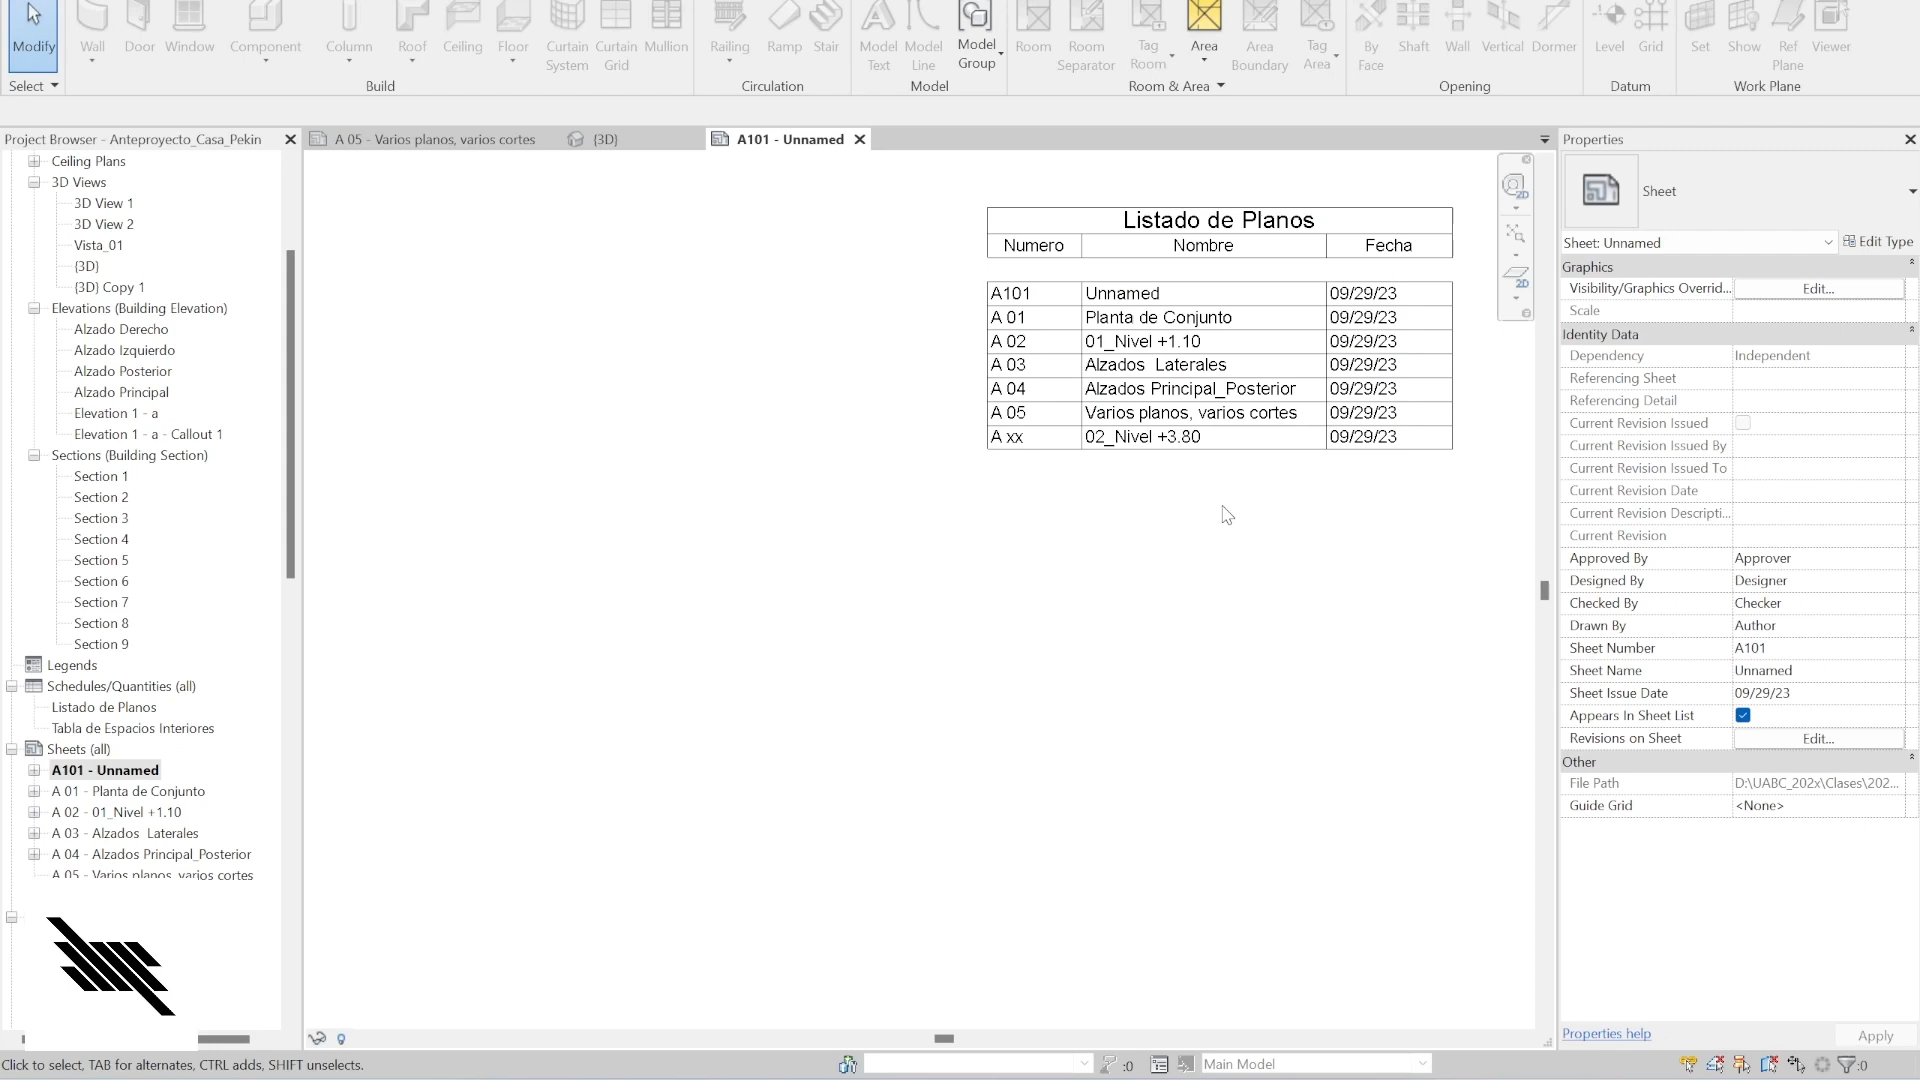 Modify
Wall
Door
Window
Component
Column
Roof
Ceiling
Floor
Curtain System
Curtain Grid
Mullion
Railing
Ramp
Stair
Model Text
Model Line
Model Group
Room
Room Separator
Tag Room
Area
Area Boundary
Tag Area
By Face
Shaft
Wall
Vertical
Dormer
Level
Grid
Set
Show
Ref Plane
Viewer
Select
Build
Circulation
Model
Room & Area
Opening
Datum
Work Plane
Project Browser - Anteproyecto_Casa_Pekin
A 05 - Varios planos, varios cortes
{3D}
A101 - Unnamed
Properties
Ceiling Plans
3D Views
3D View 1
3D View 2
Vista_01
{3D}
{3D} Copy 1
Elevations (Building Elevation)
Alzado Derecho
Alzado Izquierdo
Alzado Posterior
Alzado Principal
Elevation 1 - a
Elevation 1 - a - Callout 1
Sections (Building Section)
Section 1
Section 2
Section 3
Section 4
Section 5
Section 6
Section 7
Section 8
Section 9
Legends
Schedules/Quantities (all)
Listado de Planos
Tabla de Espacios Interiores
Sheets (all)
A101 - Unnamed
A 01 - Planta de Conjunto
A 02 - 01_Nivel +1.10
A 03 - Alzados  Laterales
A 04 - Alzados Principal_Posterior
A 05 - Varios planos, varios cortes
Listado de Planos
Numero Nombre Fecha
A101 Unnamed 09/29/23
A 01 Planta de Conjunto 09/29/23
A 02 01_Nivel +1.10 09/29/23
A 03 Alzados  Laterales 09/29/23
A 04 Alzados Principal_Posterior 09/29/23
A 05 Varios planos, varios cortes 09/29/23
A xx 02_Nivel +3.80 09/29/23
2D
2D
Sheet
Sheet: Unnamed Edit Type
Graphics
Visibility/Graphics Overrid... Edit...
Scale
Identity Data
Dependency Independent
Referencing Sheet
Referencing Detail
Current Revision Issued
Current Revision Issued By
Current Revision Issued To
Current Revision Date
Current Revision Descripti...
Current Revision
Approved By Approver
Designed By Designer
Checked By Checker
Drawn By Author
Sheet Number A101
Sheet Name Unnamed
Sheet Issue Date 09/29/23
Appears In Sheet List
Revisions on Sheet Edit...
Other
File Path D:\UABC_202x\Clases\202...
Guide Grid <None>
Properties help Apply
Click to select, TAB for alternates, CTRL adds, SHIFT unselects.
:0
Main Model
:0